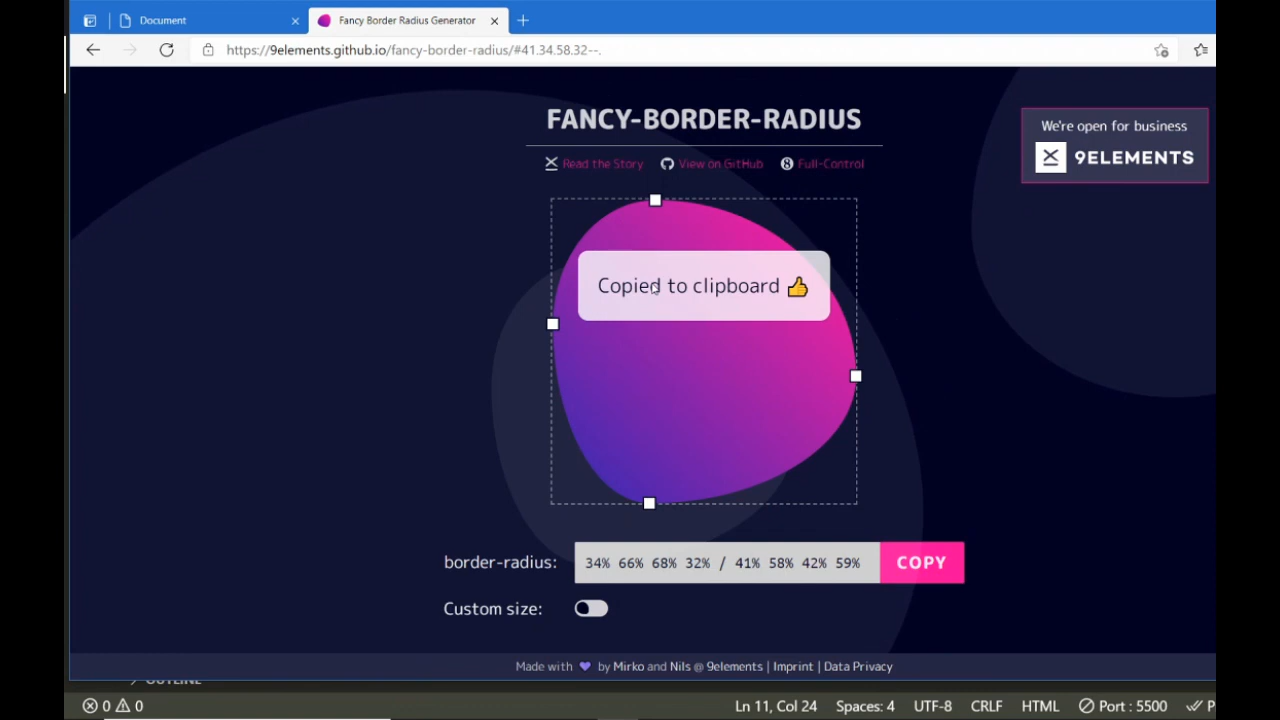 Document
Fancy Border Radius Generator
https://9elements.github.io/fancy-border-radius/#41.34.58.32--.
FANCY-BORDER-RADIUS
Read the Story View on GitHub Full-Control
We're open for business
9ELEMENTS
Copied to clipboard 👍
border-radius: 34% 66% 68% 32% / 41% 58% 42% 59% COPY
Custom size:
Made with 💜 by Mirko and Nils @ 9elements | Imprint | Data Privacy
OUTLINE
0 0 Ln 11, Col 24 Spaces: 4 UTF-8 CRLF HTML Port : 5500 P